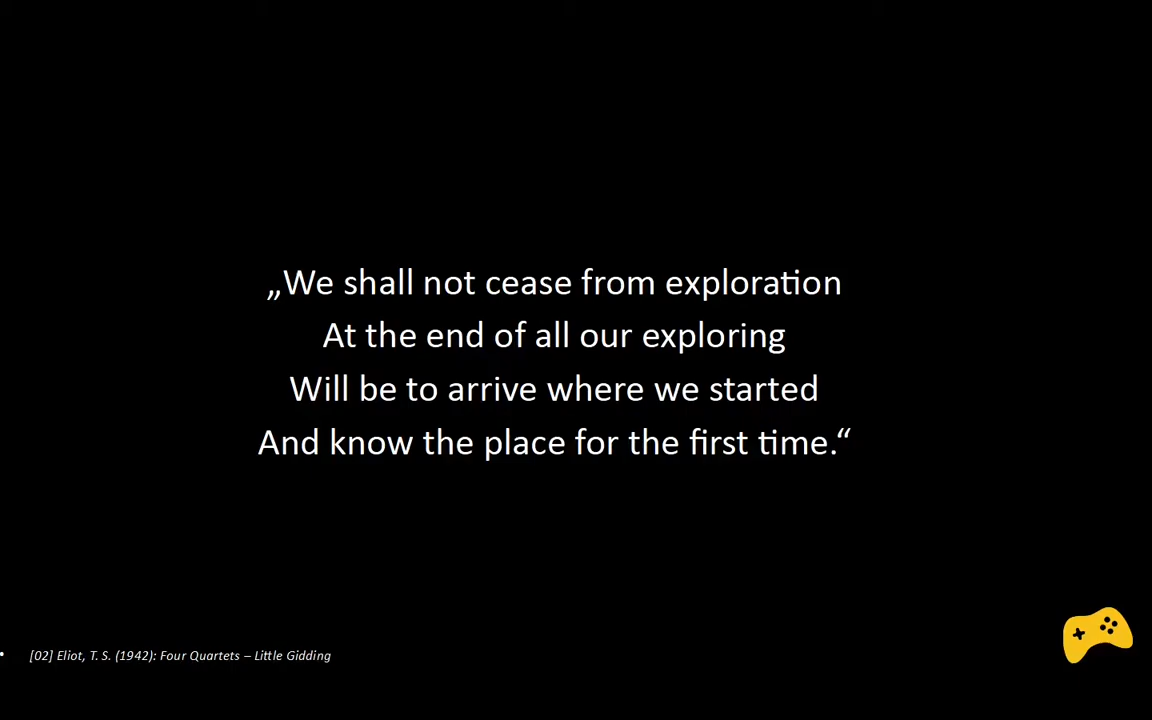 „We shall not cease from exploration
At the end of all our exploring
Will be to arrive where we started
And know the place for the first time.“
• [02] Eliot, T. S. (1942): Four Quartets – Little Gidding